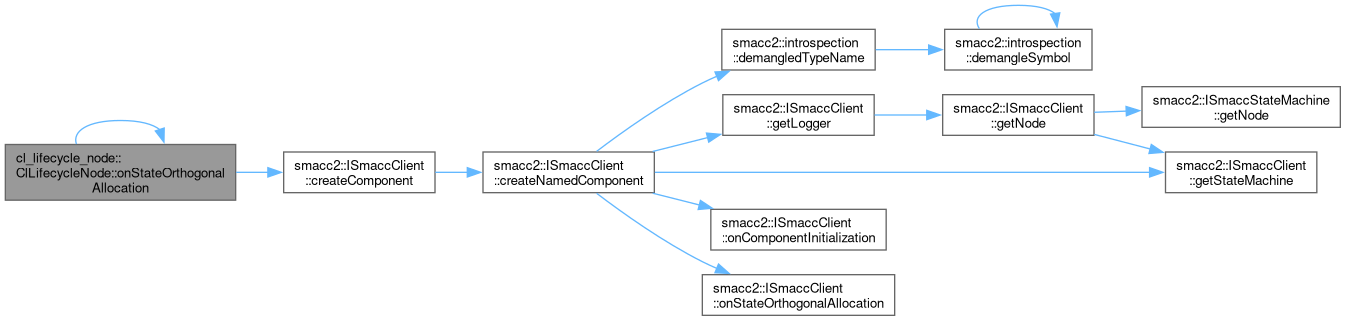 cl_lifecycle_node::
ClLifecycleNode::onStateOrthogonal
Allocation
smacc2::ISmaccClient
::createComponent
smacc2::ISmaccClient
::createNamedComponent
smacc2::introspection
::demangledTypeName
smacc2::introspection
::demangleSymbol
smacc2::ISmaccClient
::getLogger
smacc2::ISmaccClient
::getNode
smacc2::ISmaccStateMachine
::getNode
smacc2::ISmaccClient
::getStateMachine
smacc2::ISmaccClient
::onComponentInitialization
smacc2::ISmaccClient
::onStateOrthogonalAllocation